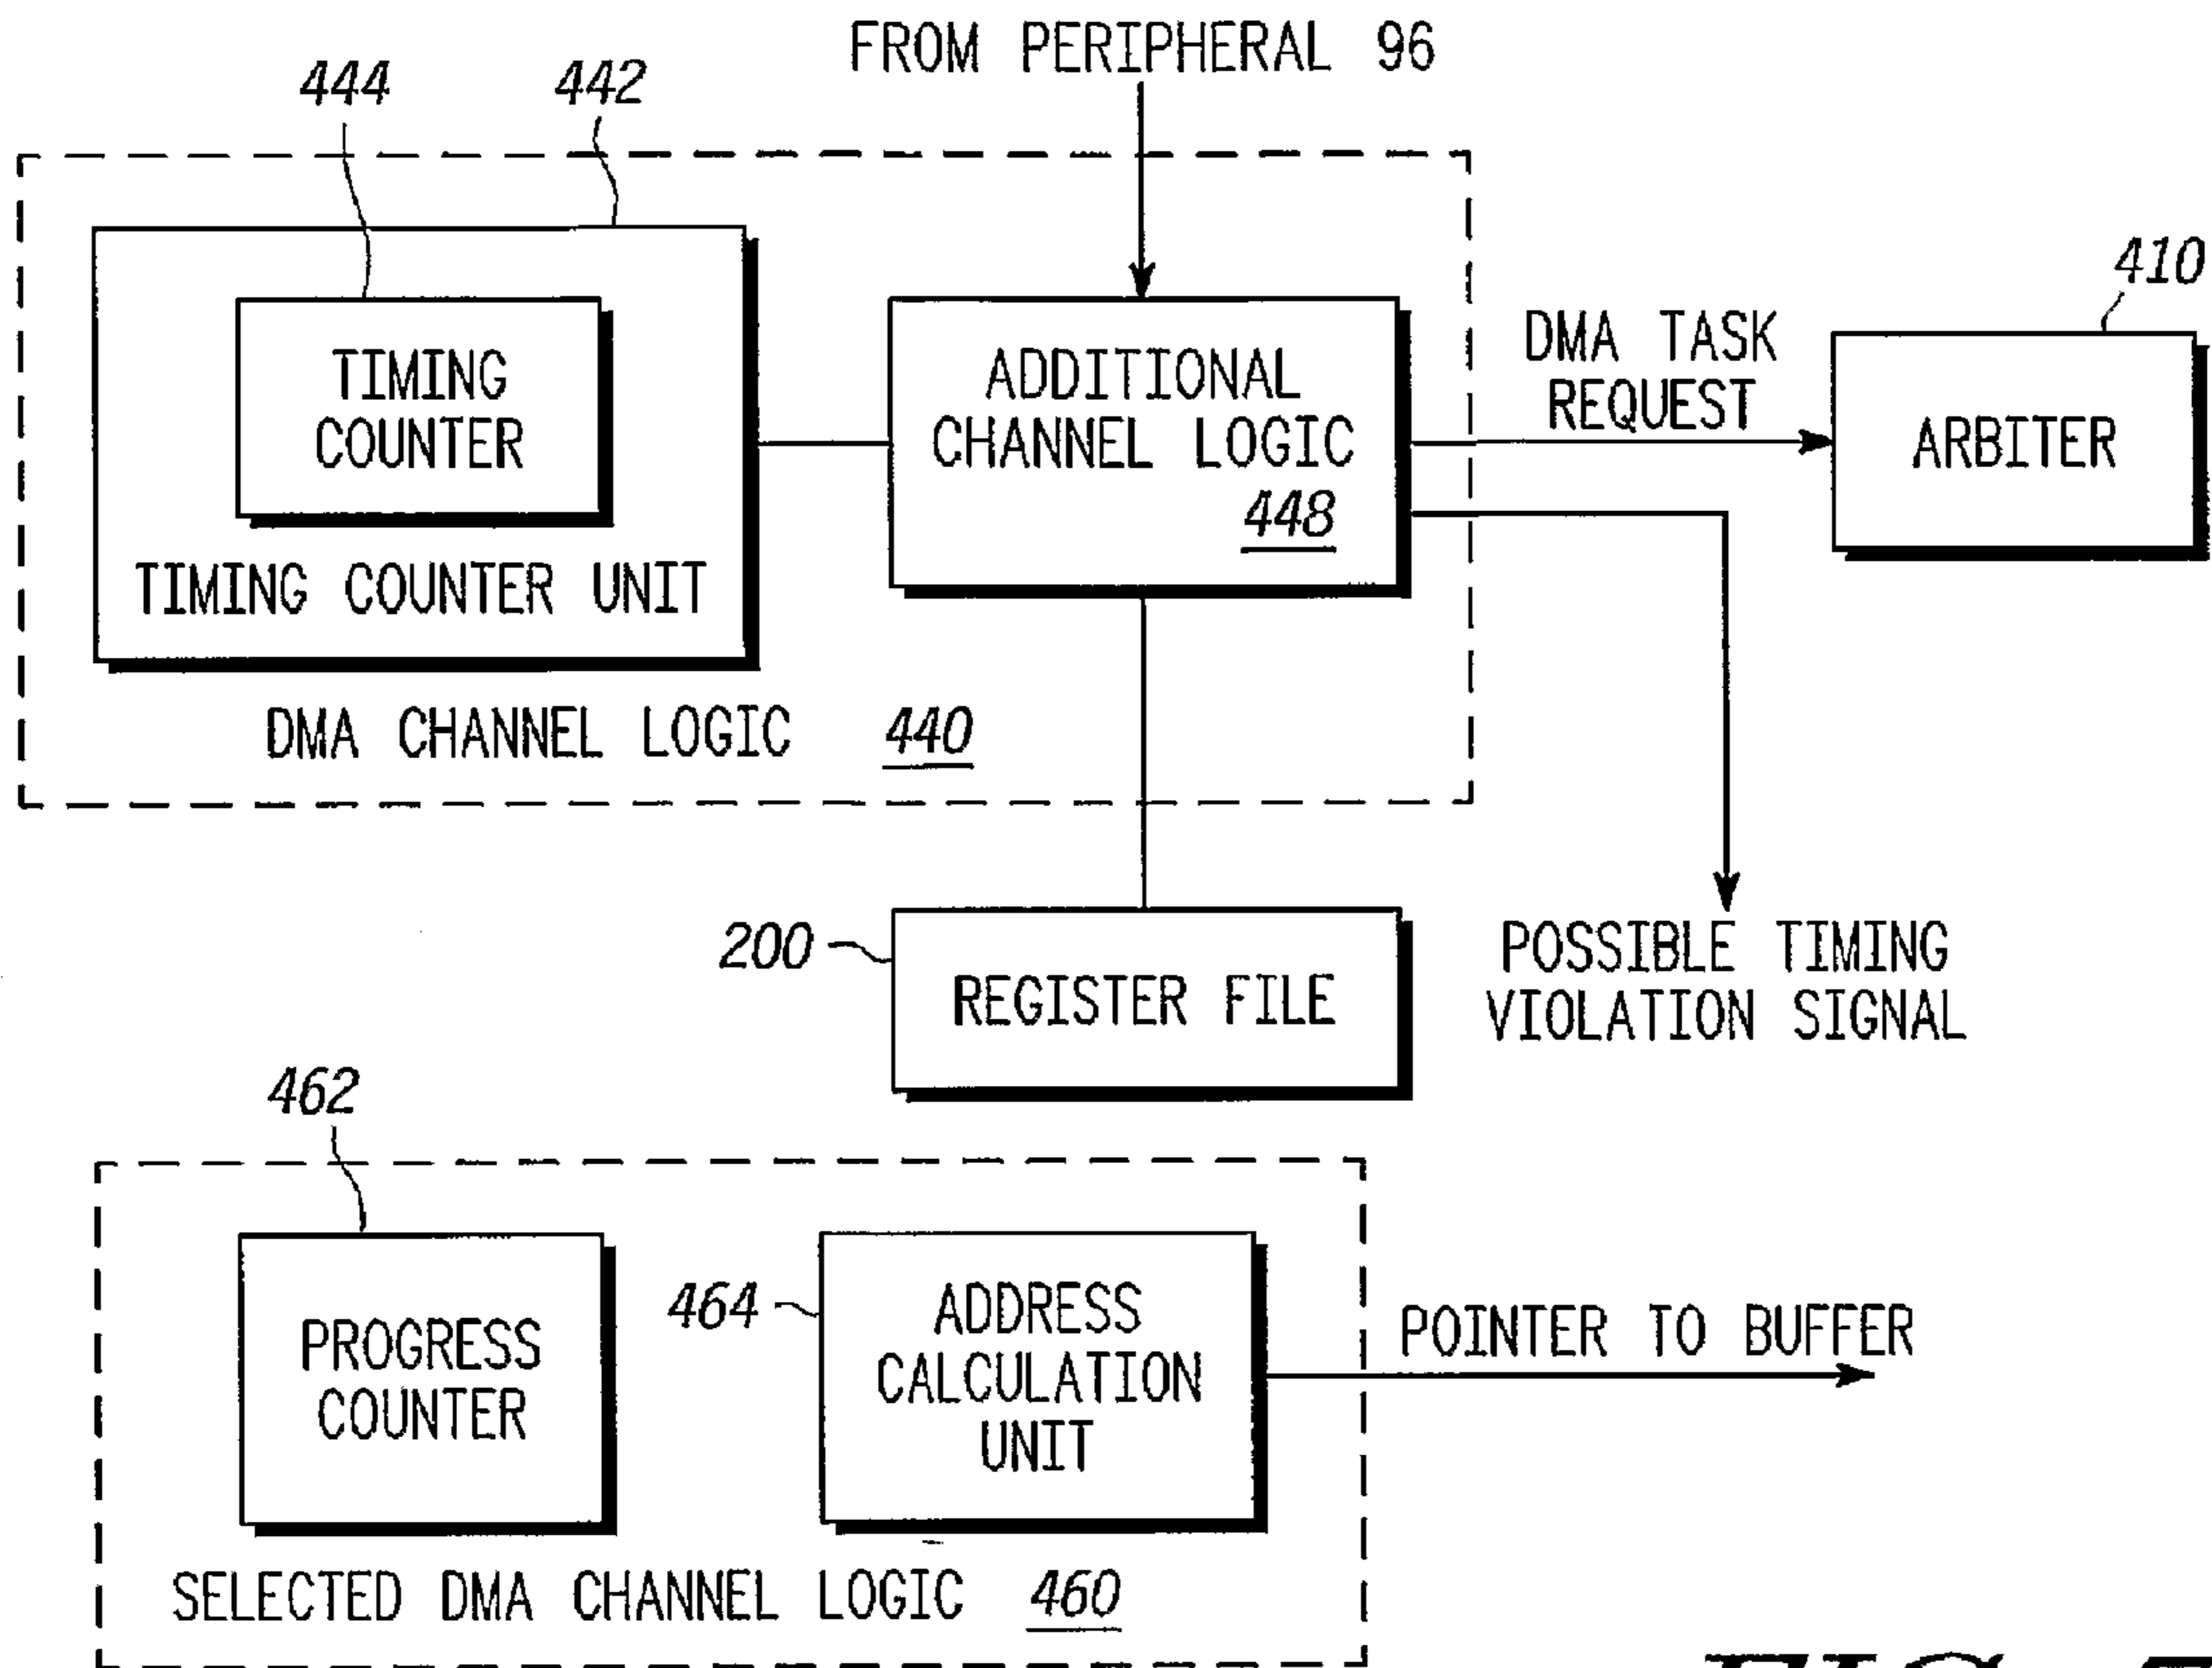 FROM PERIPHERAL 96
444
442
TIMING
COUNTER
TIMING COUNTER UNIT
ADDITIONAL
CHANNEL LOGIC
448
DMA TASK
REQUEST
410
ARBITER
DMA CHANNEL LOGIC 440
200
REGISTER FILE
POSSIBLE TIMING
VIOLATION SIGNAL
462
PROGRESS
COUNTER
464
ADDRESS
CALCULATION
UNIT
POINTER TO BUFFER
SELECTED DMA CHANNEL LOGIC 460